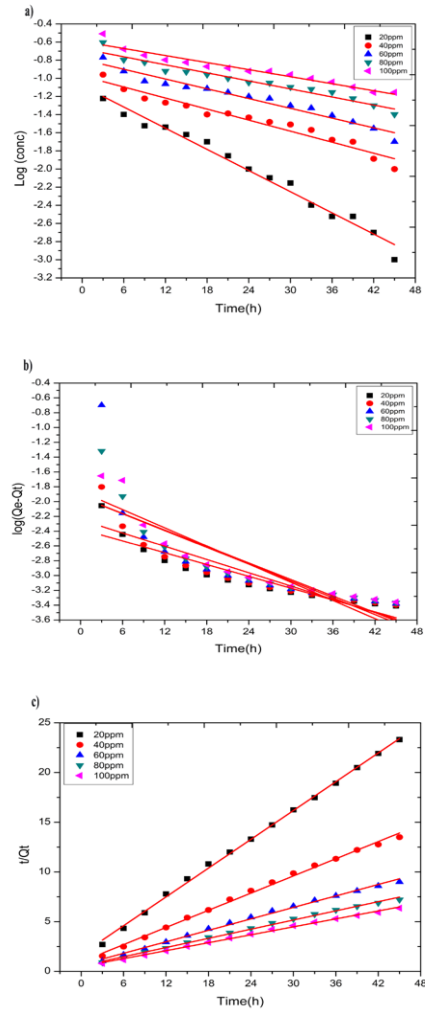 a)
Log (conc)
-0.4
-0.6
-0.8
-1.0
-1.2
-1.4
-1.6
-1.8
-2.0
-2.2
-2.4
-2.6
-2.8
-3.0
-3.2
20ppm
40ppm
60ppm
80ppm
100ppm
0 6 12 18 24 30 36 42 48
Time(h)
b)
log(Qe-Qt)
-0.4
-0.6
-0.8
-1.0
-1.2
-1.4
-1.6
-1.8
-2.0
-2.2
-2.4
-2.6
-2.8
-3.0
-3.2
-3.4
-3.6
20ppm
40ppm
60ppm
80ppm
100ppm
0 6 12 18 24 30 36 42 48
Time(h)
c)
t/Qt
25
20
15
10
5
0
20ppm
40ppm
60ppm
80ppm
100ppm
0 6 12 18 24 30 36 42 48
Time(h)